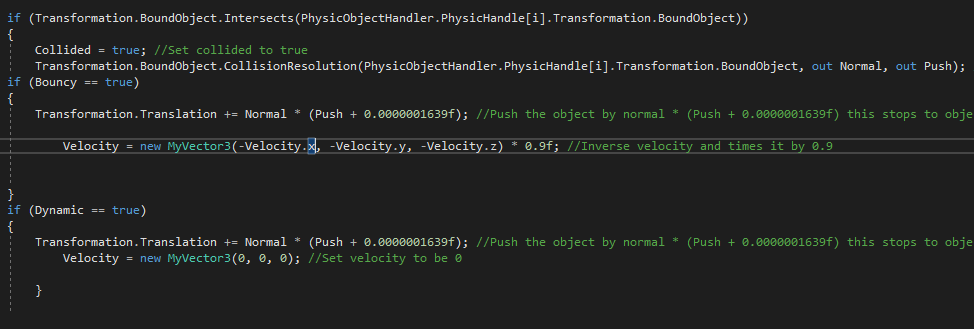 if (Transformation.BoundObject.Intersects(PhysicObjectHandler.PhysicHandle[i].Transformation.BoundObject))
{
Collided = true; //Set collided to true
Transformation.BoundObject.CollisionResolution(PhysicObjectHandler.PhysicHandle[i].Transformation.BoundObject, out Normal, out Push);
if (Bouncy == true)
{
Transformation.Translation += Normal * (Push + 0.0000001639f); //Push the object by normal * (Push + 0.0000001639f) this stops to obje
Velocity = new MyVector3(-Velocity.x, -Velocity.y, -Velocity.z) * 0.9f; //Inverse velocity and times it by 0.9
}
if (Dynamic == true)
{
Transformation.Translation += Normal * (Push + 0.0000001639f); //Push the object by normal * (Push + 0.0000001639f) this stops to obje
Velocity = new MyVector3(0, 0, 0); //Set velocity to be 0
}